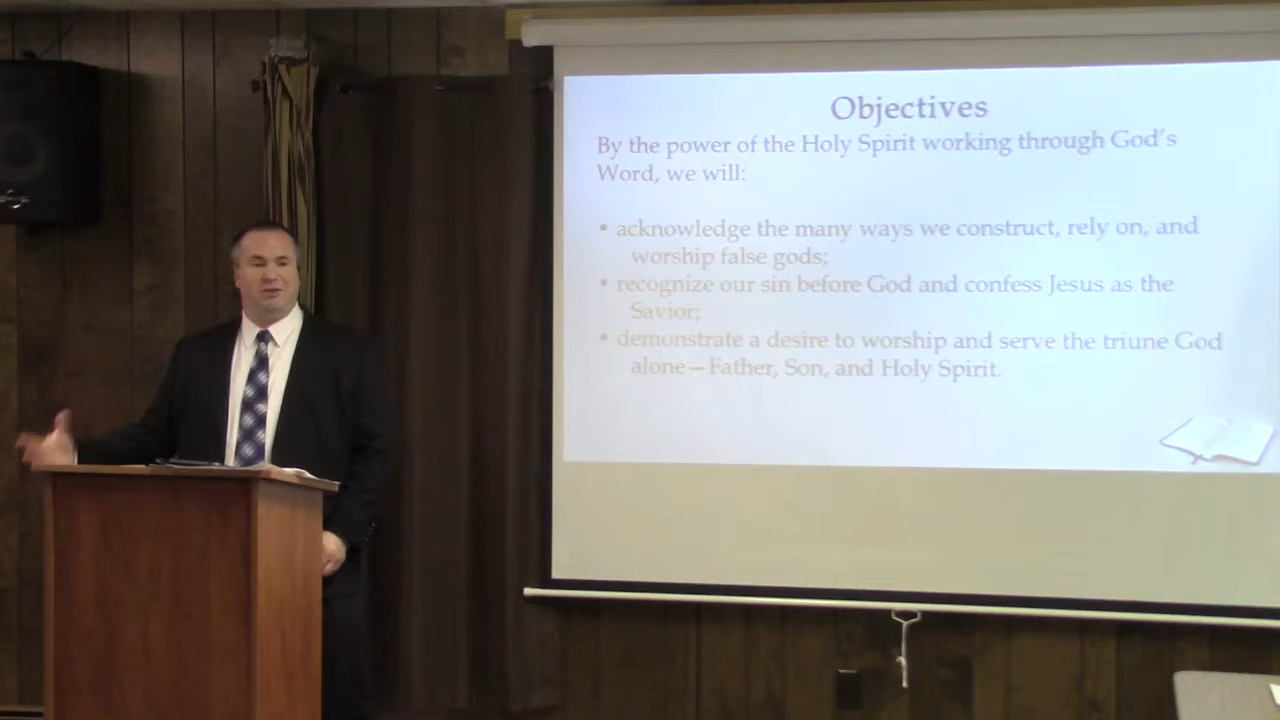 Objectives
By the power of the Holy Spirit working through God's
Word, we will:
• acknowledge the many ways we construct, rely on, and
worship false gods;
• recognize our sin before God and confess Jesus as the
Savior;
• demonstrate a desire to worship and serve the triune God
alone – Father, Son, and Holy Spirit.